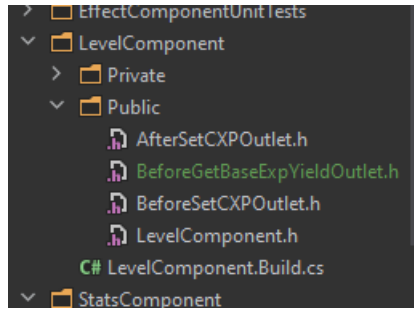 EffectComponentUnitTests
LevelComponent
Private
Public
.h AfterSetCXPOutlet.h
.h BeforeGetBaseExpYieldOutlet.h
.h BeforeSetCXPOutlet.h
.h LevelComponent.h
C# LevelComponent.Build.cs
StatsComponent